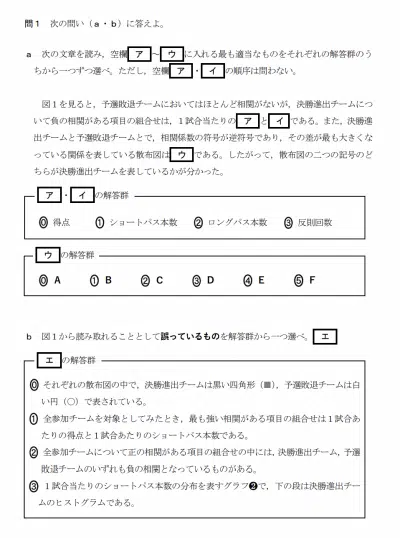 問1 次の問い（a・b）に答えよ。
a 次の文章を読み，空欄 ア ～ ウ に入れる最も適当なものをそれぞれの解答群のう
ちから一つずつ選べ。ただし，空欄 ア ・ イ の順序は問わない。
図1を見ると，予選敗退チームにおいてはほとんど相関がないが，決勝進出チームにつ
いて負の相関がある項目の組合せは，1試合当たりの ア と イ である。また，決勝進
出チームと予選敗退チームとで，相関係数の符号が逆符号であり，その差が最も大きくな
っている関係を表している散布図は ウ である。したがって，散布図の二つの記号のど
ちらが決勝進出チームを表しているかが分かった。
ア ・ イ の解答群
⓪ 得点 ① ショートパス本数 ② ロングパス本数 ③ 反則回数
ウ の解答群
⓪ A ① B ② C ③ D ④ E ⑤ F
b 図1から読み取れることとして誤っているものを解答群から一つ選べ。 エ
エ の解答群
⓪ それぞれの散布図の中で，決勝進出チームは黒い四角形（■），予選敗退チームは白
い円（○）で表されている。
① 全参加チームを対象としてみたとき，最も強い相関がある項目の組合せは1試合あ
たりの得点と1試合あたりのショートパス本数である。
② 全参加チームについて正の相関がある項目の組合せの中には，決勝進出チーム，予選
敗退チームのいずれも負の相関となっているものがある。
③ 1試合当たりのショートパス本数の分布を表すグラフ❷で，下の段は決勝進出チー
ムのヒストグラムである。